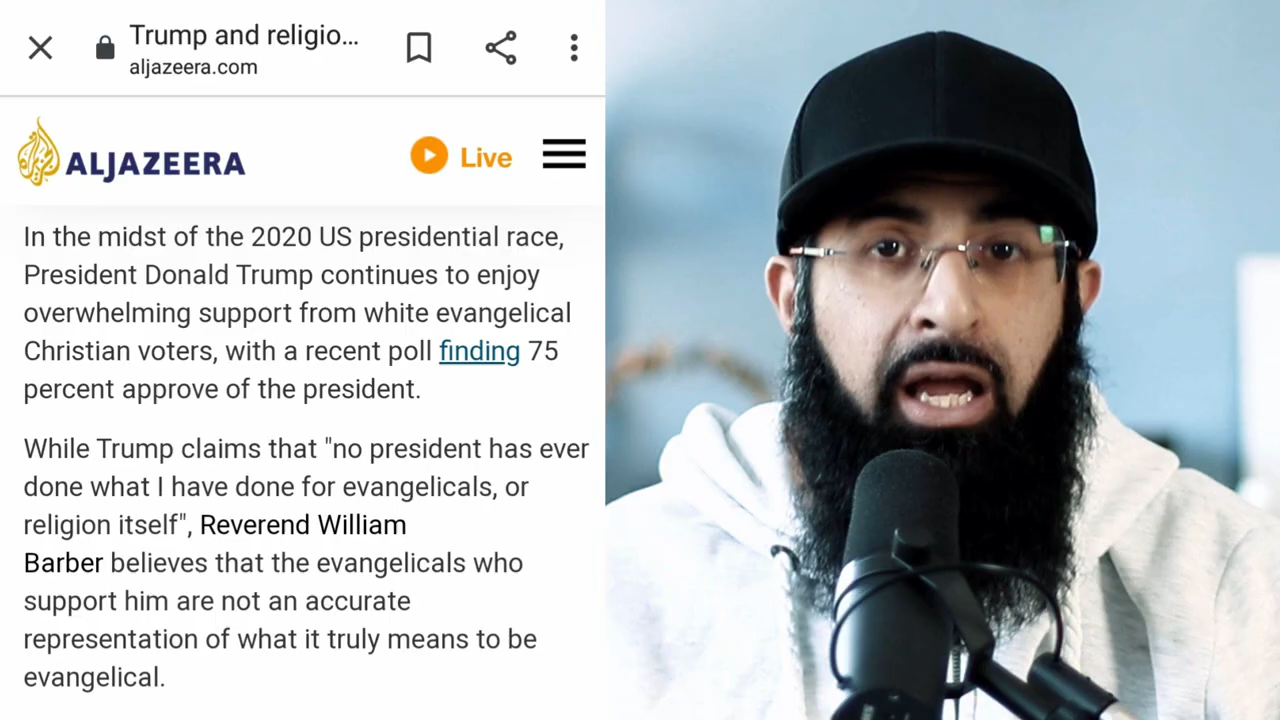 Trump and religio…
aljazeera.com
ALJAZEERA
Live
In the midst of the 2020 US presidential race,
President Donald Trump continues to enjoy
overwhelming support from white evangelical
Christian voters, with a recent poll finding 75
percent approve of the president.
While Trump claims that "no president has ever
done what I have done for evangelicals, or
religion itself", Reverend William
Barber believes that the evangelicals who
support him are not an accurate
representation of what it truly means to be
evangelical.